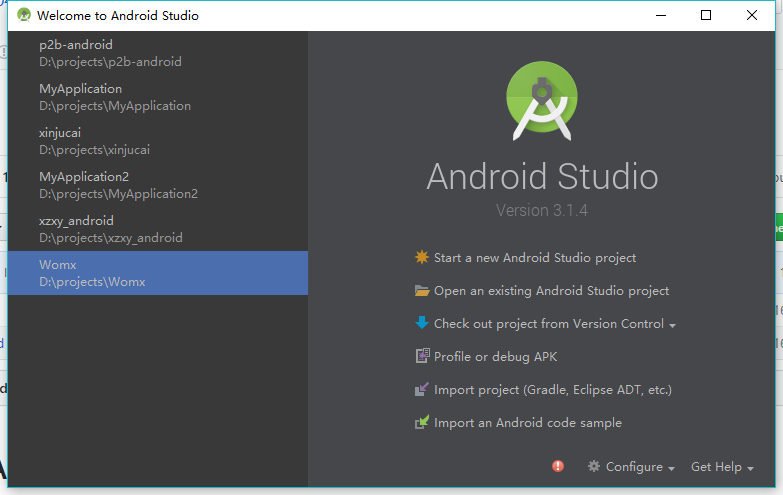 Welcome to Android Studio
p2b-android
D:\projects\p2b-android
MyApplication
D:\projects\MyApplication
xinjucai
D:\projects\xinjucai
MyApplication2
D:\projects\MyApplication2
xzxy_android
D:\projects\xzxy_android
Womx
D:\projects\Womx
Android Studio
Version 3.1.4
Start a new Android Studio project
Open an existing Android Studio project
Check out project from Version Control
Profile or debug APK
Import project (Gradle, Eclipse ADT, etc.)
Import an Android code sample
Configure
Get Help